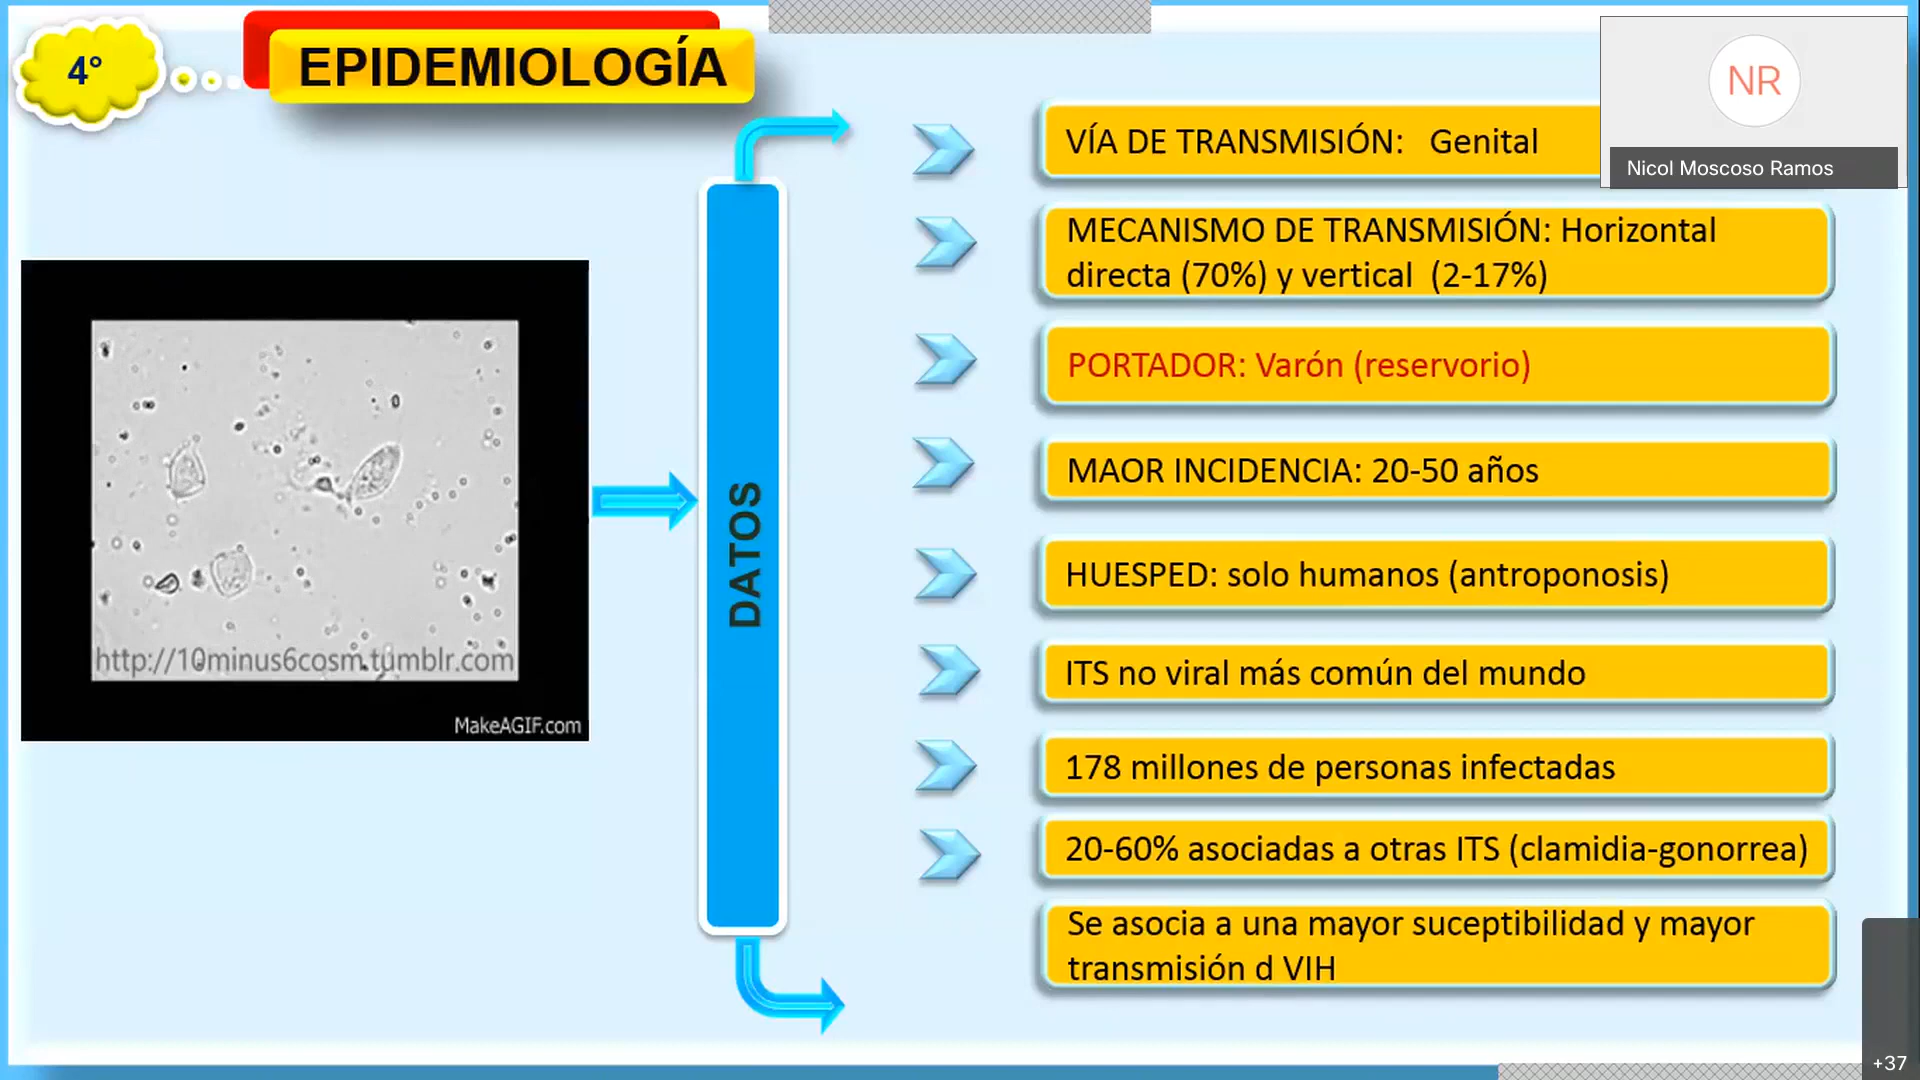 4°
EPIDEMIOLOGÍA
NR
Nicol Moscoso Ramos
VÍA DE TRANSMISIÓN: Genital
MECANISMO DE TRANSMISIÓN: Horizontal
directa (70%) y vertical (2-17%)
PORTADOR: Varón (reservorio)
MAOR INCIDENCIA: 20-50 años
HUESPED: solo humanos (antroponosis)
ITS no viral más común del mundo
178 millones de personas infectadas
20-60% asociadas a otras ITS (clamidia-gonorrea)
Se asocia a una mayor suceptibilidad y mayor
transmisión d VIH
DATOS
http://10minus6cosm.tumblr.com
MakeAGIF.com
+37